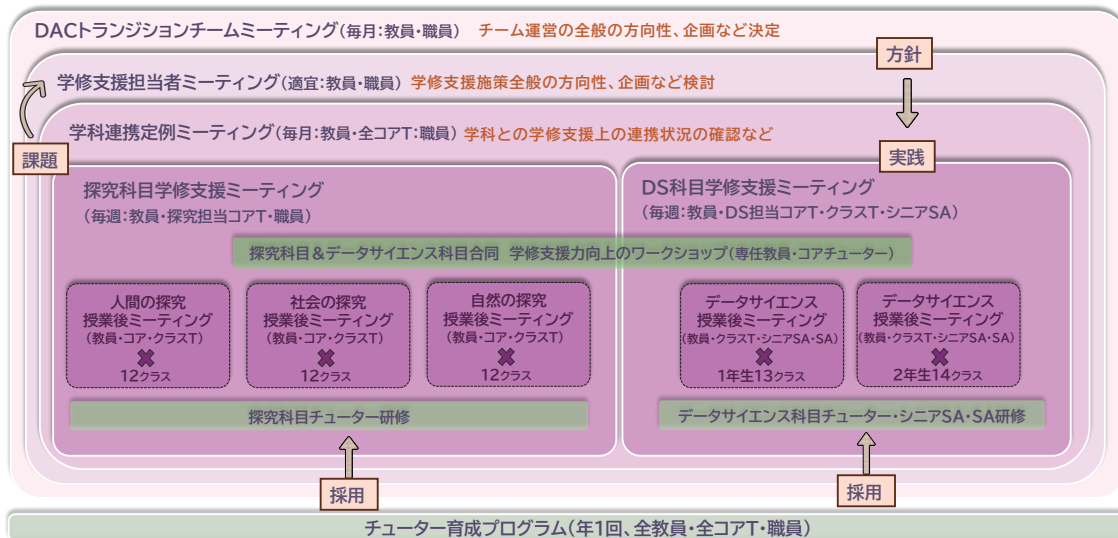 DACトランジションチームミーティング(毎月:教員・職員) チーム運営の全般の方向性、企画など決定
方針
学修支援担当者ミーティング(適宜:教員・職員) 学修支援施策全般の方向性、企画など検討
学科連携定例ミーティング(毎月:教員・全コアT:職員) 学科との学修支援上の連携状況の確認など
課題
実践
探究科目学修支援ミーティング
(毎週:教員・探究担当コアT・職員)
DS科目学修支援ミーティング
(毎週:教員・DS担当コアT・クラスT・シニアSA)
探究科目&データサイエンス科目合同 学修支援力向上のワークショップ(専任教員・コアチューター)
人間の探究
授業後ミーティング
(教員・コア・クラスT)
12クラス
社会の探究
授業後ミーティング
(教員・コア・クラスT)
12クラス
自然の探究
授業後ミーティング
(教員・コア・クラスT)
12クラス
データサイエンス
授業後ミーティング
(教員・クラスT・シニアSA・SA)
1年生13クラス
データサイエンス
授業後ミーティング
(教員・クラスT・シニアSA・SA)
2年生14クラス
探究科目チューター研修
データサイエンス科目チューター・シニアSA・SA研修
採用
採用
チューター育成プログラム(年1回、全教員・全コアT・職員)